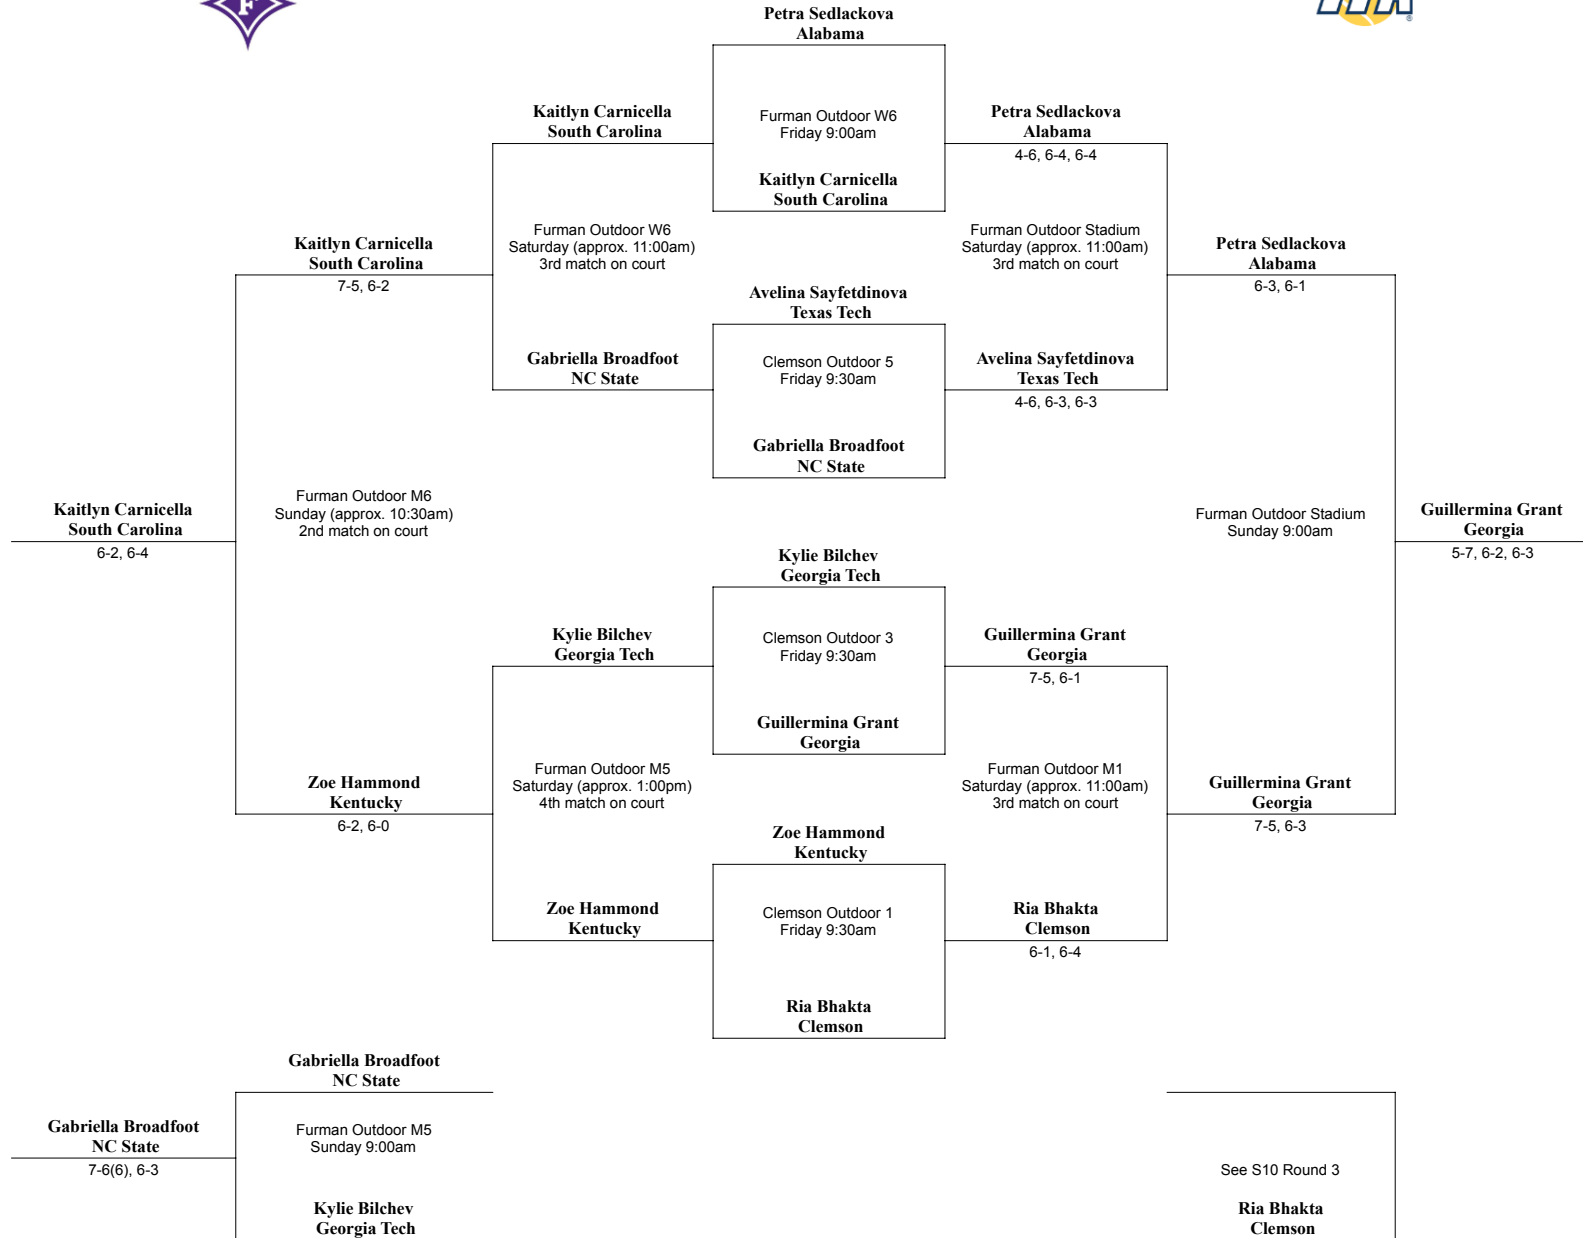 Petra Sedlackova
Alabama
Kaitlyn Carnicella
South Carolina
Furman Outdoor W6
Friday 9:00am
Petra Sedlackova
Alabama
4-6, 6-4, 6-4
Kaitlyn Carnicella
South Carolina
Kaitlyn Carnicella
South Carolina
7-5, 6-2
Furman Outdoor W6
Saturday (approx. 11:00am)
3rd match on court
Furman Outdoor Stadium
Saturday (approx. 11:00am)
3rd match on court
Petra Sedlackova
Alabama
6-3, 6-1
Avelina Sayfetdinova
Texas Tech
Gabriella Broadfoot
NC State
Clemson Outdoor 5
Friday 9:30am
Avelina Sayfetdinova
Texas Tech
4-6, 6-3, 6-3
Gabriella Broadfoot
NC State
Kaitlyn Carnicella
South Carolina
6-2, 6-4
Furman Outdoor M6
Sunday (approx. 10:30am)
2nd match on court
Furman Outdoor Stadium
Sunday 9:00am
Guillermina Grant
Georgia
5-7, 6-2, 6-3
Kylie Bilchev
Georgia Tech
Kylie Bilchev
Georgia Tech
Clemson Outdoor 3
Friday 9:30am
Guillermina Grant
Georgia
7-5, 6-1
Guillermina Grant
Georgia
Zoe Hammond
Kentucky
6-2, 6-0
Furman Outdoor M5
Saturday (approx. 1:00pm)
4th match on court
Furman Outdoor M1
Saturday (approx. 11:00am)
3rd match on court
Guillermina Grant
Georgia
7-5, 6-3
Zoe Hammond
Kentucky
Zoe Hammond
Kentucky
Clemson Outdoor 1
Friday 9:30am
Ria Bhakta
Clemson
6-1, 6-4
Ria Bhakta
Clemson
Gabriella Broadfoot
NC State
Gabriella Broadfoot
NC State
7-6(6), 6-3
Furman Outdoor M5
Sunday 9:00am
See S10 Round 3
Kylie Bilchev
Georgia Tech
Ria Bhakta
Clemson